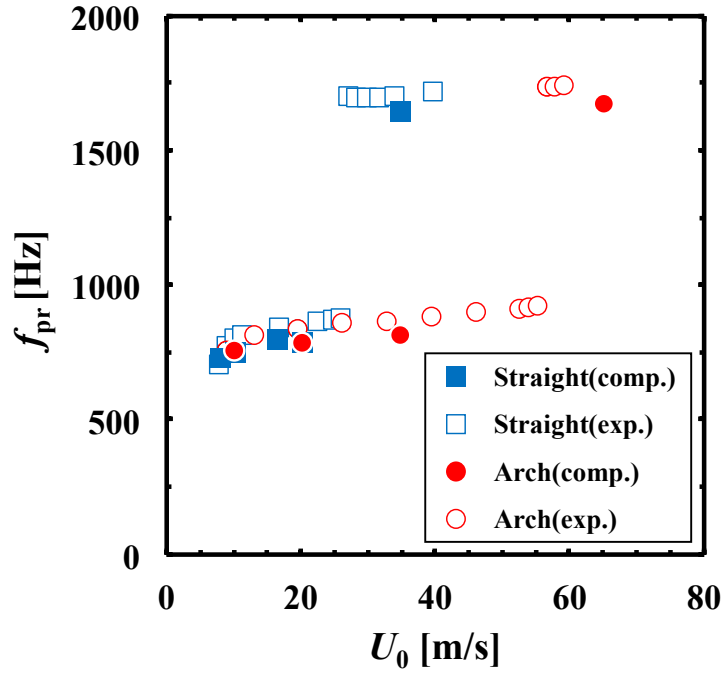 2000
1500
1000
500
0
f_pr [Hz]
Straight(comp.)
Straight(exp.)
Arch(comp.)
Arch(exp.)
0 20 40 60 80
U_0 [m/s]